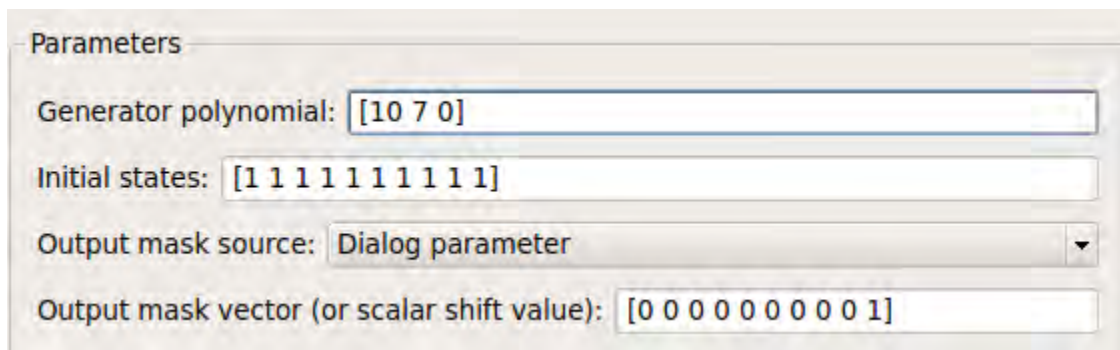 Parameters
Generator polynomial: [10 7 0]
Initial states: [1 1 1 1 1 1 1 1 1 1]
Output mask source: Dialog parameter
Output mask vector (or scalar shift value): [0 0 0 0 0 0 0 0 0 1]